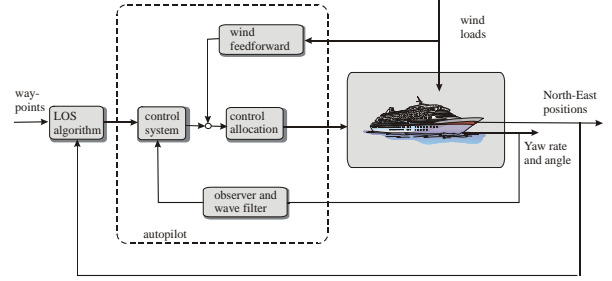 wind
feedforward
wind
loads
way-
points
LOS
algorithm
control
system
control
allocation
North-East
positions
Yaw rate
and angle
observer and
wave filter
autopilot